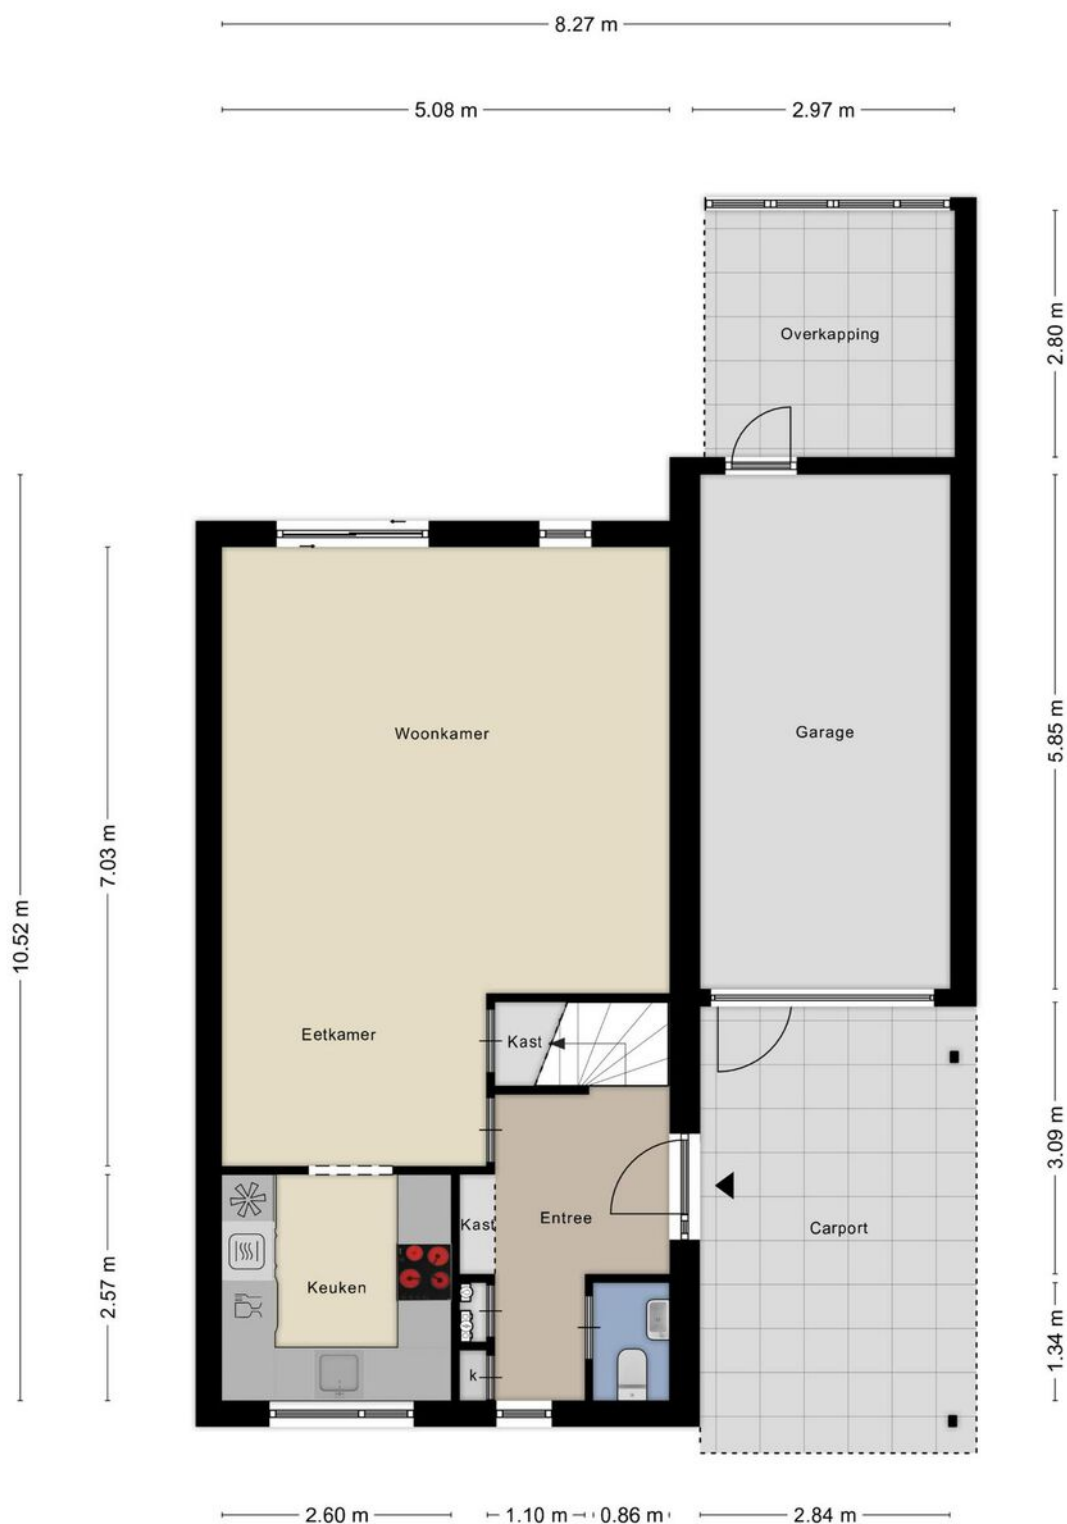 8.27 m
5.08 m
2.97 m
2.80 m
Overkapping
Woonkamer
Garage
5.85 m
7.03 m
10.52 m
Eetkamer
Kast
3.09 m
Kast
Entree
Carport
Keuken
2.57 m
1.34 m
k
2.60 m
1.10 m
0.86 m
2.84 m